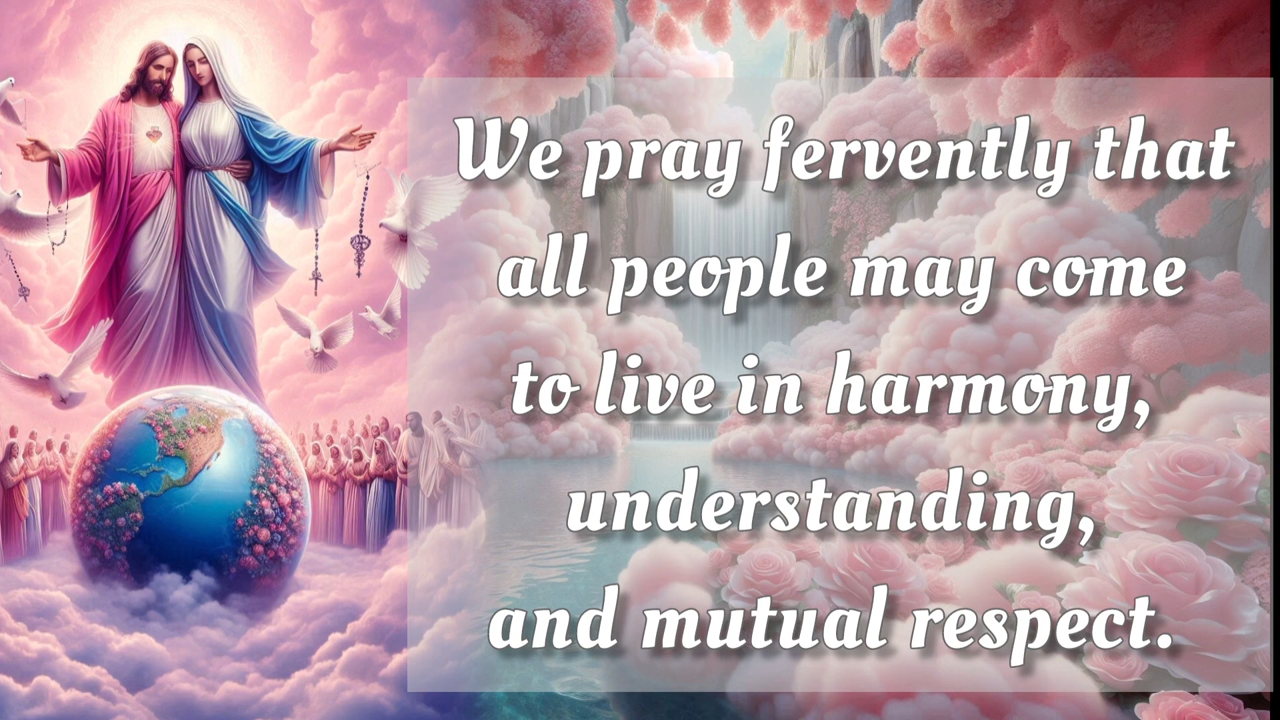 We pray fervently that
all people may come
to live in harmony,
understanding,
and mutual respect.